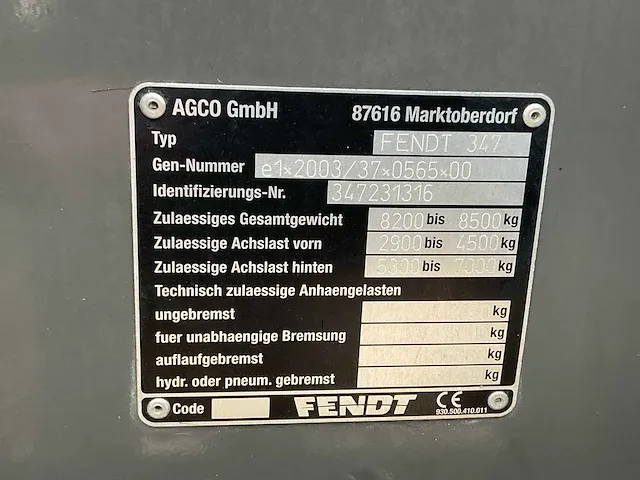 AGCO GmbH 87616 Marktoberdorf
Typ FENDT 347
Gen-Nummer e1*2003/37*0565*00
Identifizierungs-Nr. 347231316
Zulaessiges Gesamtgewicht 8200 bis 8500 kg
Zulaessige Achslast vorn 2900 bis 4500 kg
Zulaessige Achslast hinten bis kg
Technisch zulaessige Anhaengelasten
ungebremst kg
fuer unabhaengige Bremsung kg
auflaufgebremst kg
hydr. oder pneum. gebremst kg
Code FENDT CE
930.500.410.011